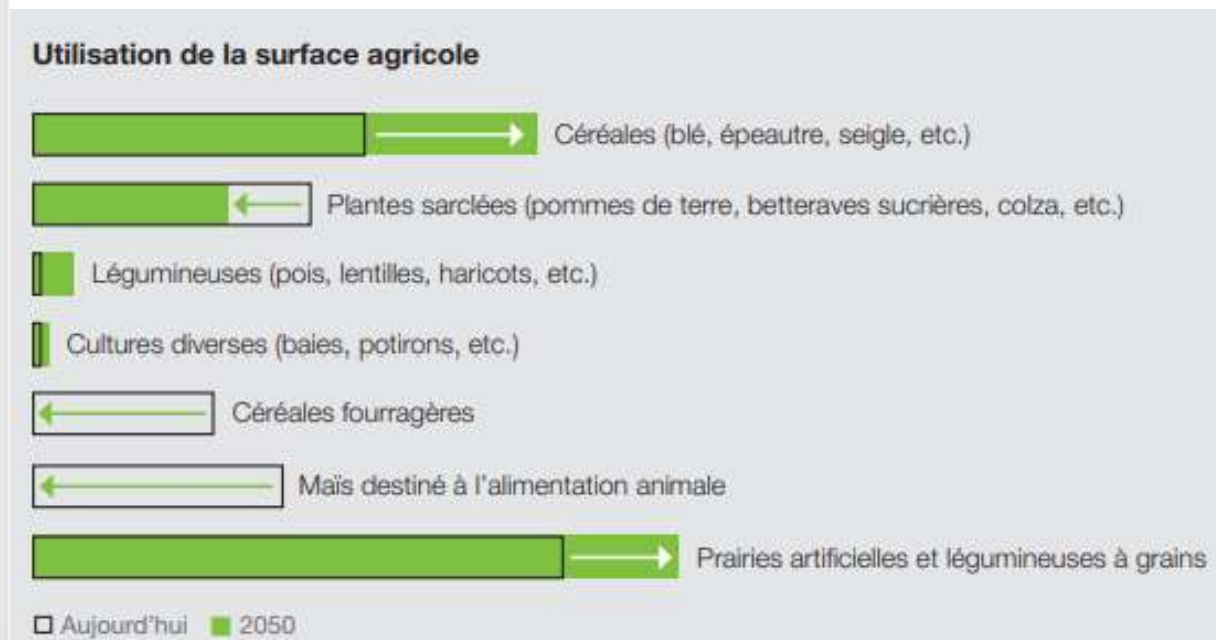 Utilisation de la surface agricole
Céréales (blé, épeautre, seigle, etc.)
Plantes sarclées (pommes de terre, betteraves sucrières, colza, etc.)
Légumineuses (pois, lentilles, haricots, etc.)
Cultures diverses (baies, potirons, etc.)
Céréales fourragères
Maïs destiné à l'alimentation animale
Prairies artificielles et légumineuses à grains
Aujourd'hui 2050